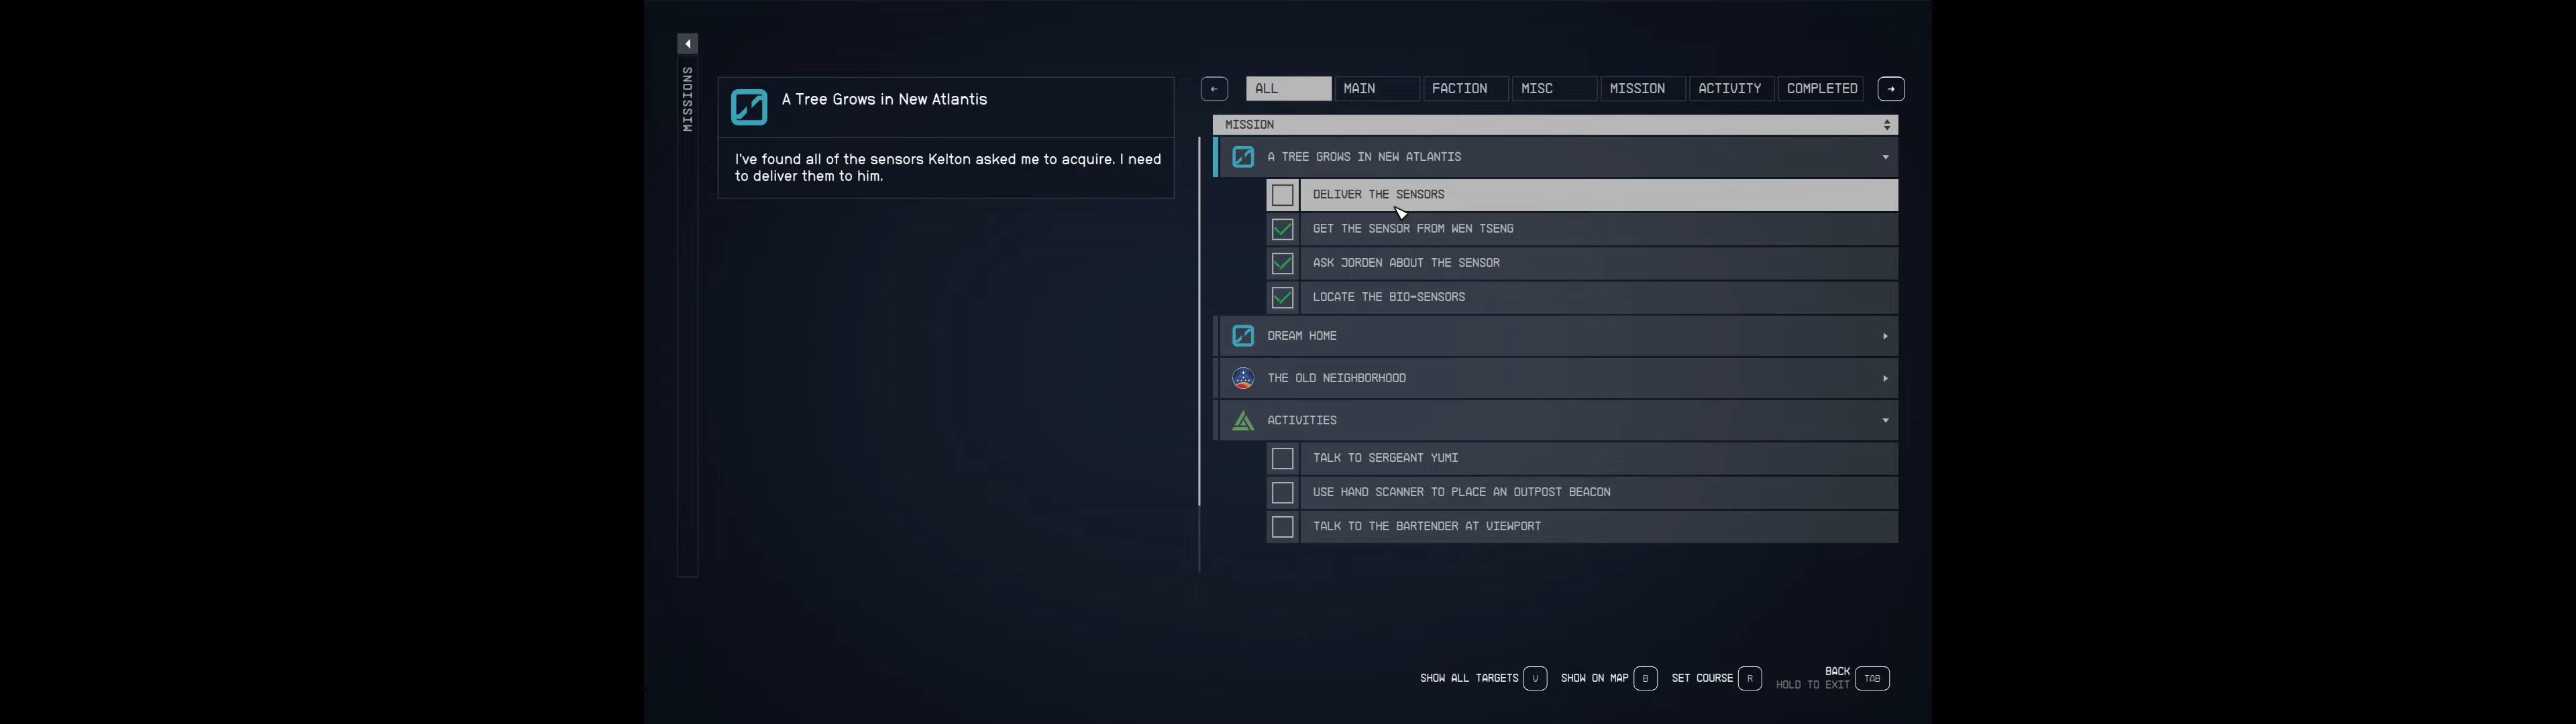 MISSIONS
A Tree Grows in New Atlantis
I've found all of the sensors Kelton asked me to acquire. I need
to deliver them to him.
ALL MAIN FACTION MISC MISSION ACTIVITY COMPLETED
MISSION
A TREE GROWS IN NEW ATLANTIS
DELIVER THE SENSORS
GET THE SENSOR FROM WEN TSENG
ASK JORDEN ABOUT THE SENSOR
LOCATE THE BIO-SENSORS
DREAM HOME
THE OLD NEIGHBORHOOD
ACTIVITIES
TALK TO SERGEANT YUMI
USE HAND SCANNER TO PLACE AN OUTPOST BEACON
TALK TO THE BARTENDER AT VIEWPORT
SHOW ALL TARGETS V SHOW ON MAP B SET COURSE R BACK TAB
HOLD TO EXIT